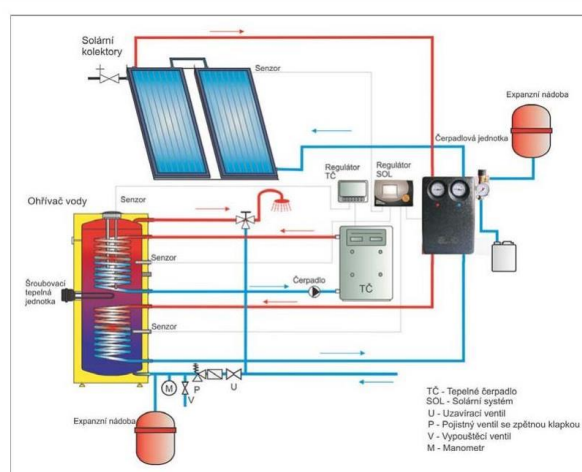 Solární
kolektory
Senzor
Expanzní nádoba
Čerpadlová jednotka
Regulátor
TČ
Regulátor
SOL
Senzor
Ohřívač vody
Senzor
Šroubovací
tepelná
jednotka
Čerpadlo
TČ
Senzor
M
P
U
V
Expanzní nádoba
TČ - Tepelné čerpadlo
SOL - Solární systém
U - Uzavírací ventil
P - Pojistný ventil se zpětnou klapkou
V - Vypouštěcí ventil
M - Manometr